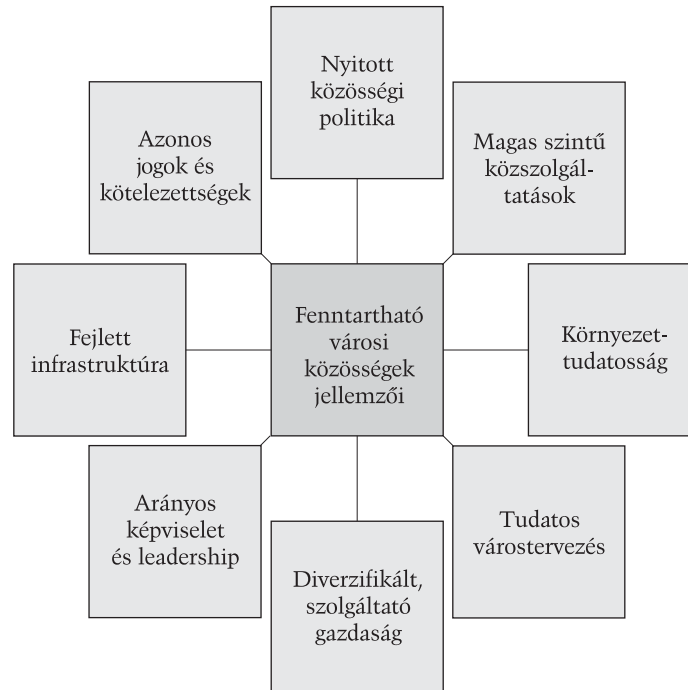 Nyitott
közösségi
politika
Azonos
jogok és
kötelezettségek
Magas szintű
közszolgál-
tatások
Fejlett
infrastruktúra
Fenntartható
városi
közösségek
jellemzői
Környezet-
tudatosság
Arányos
képviselet
és leadership
Tudatos
várostervezés
Diverzifikált,
szolgáltató
gazdaság